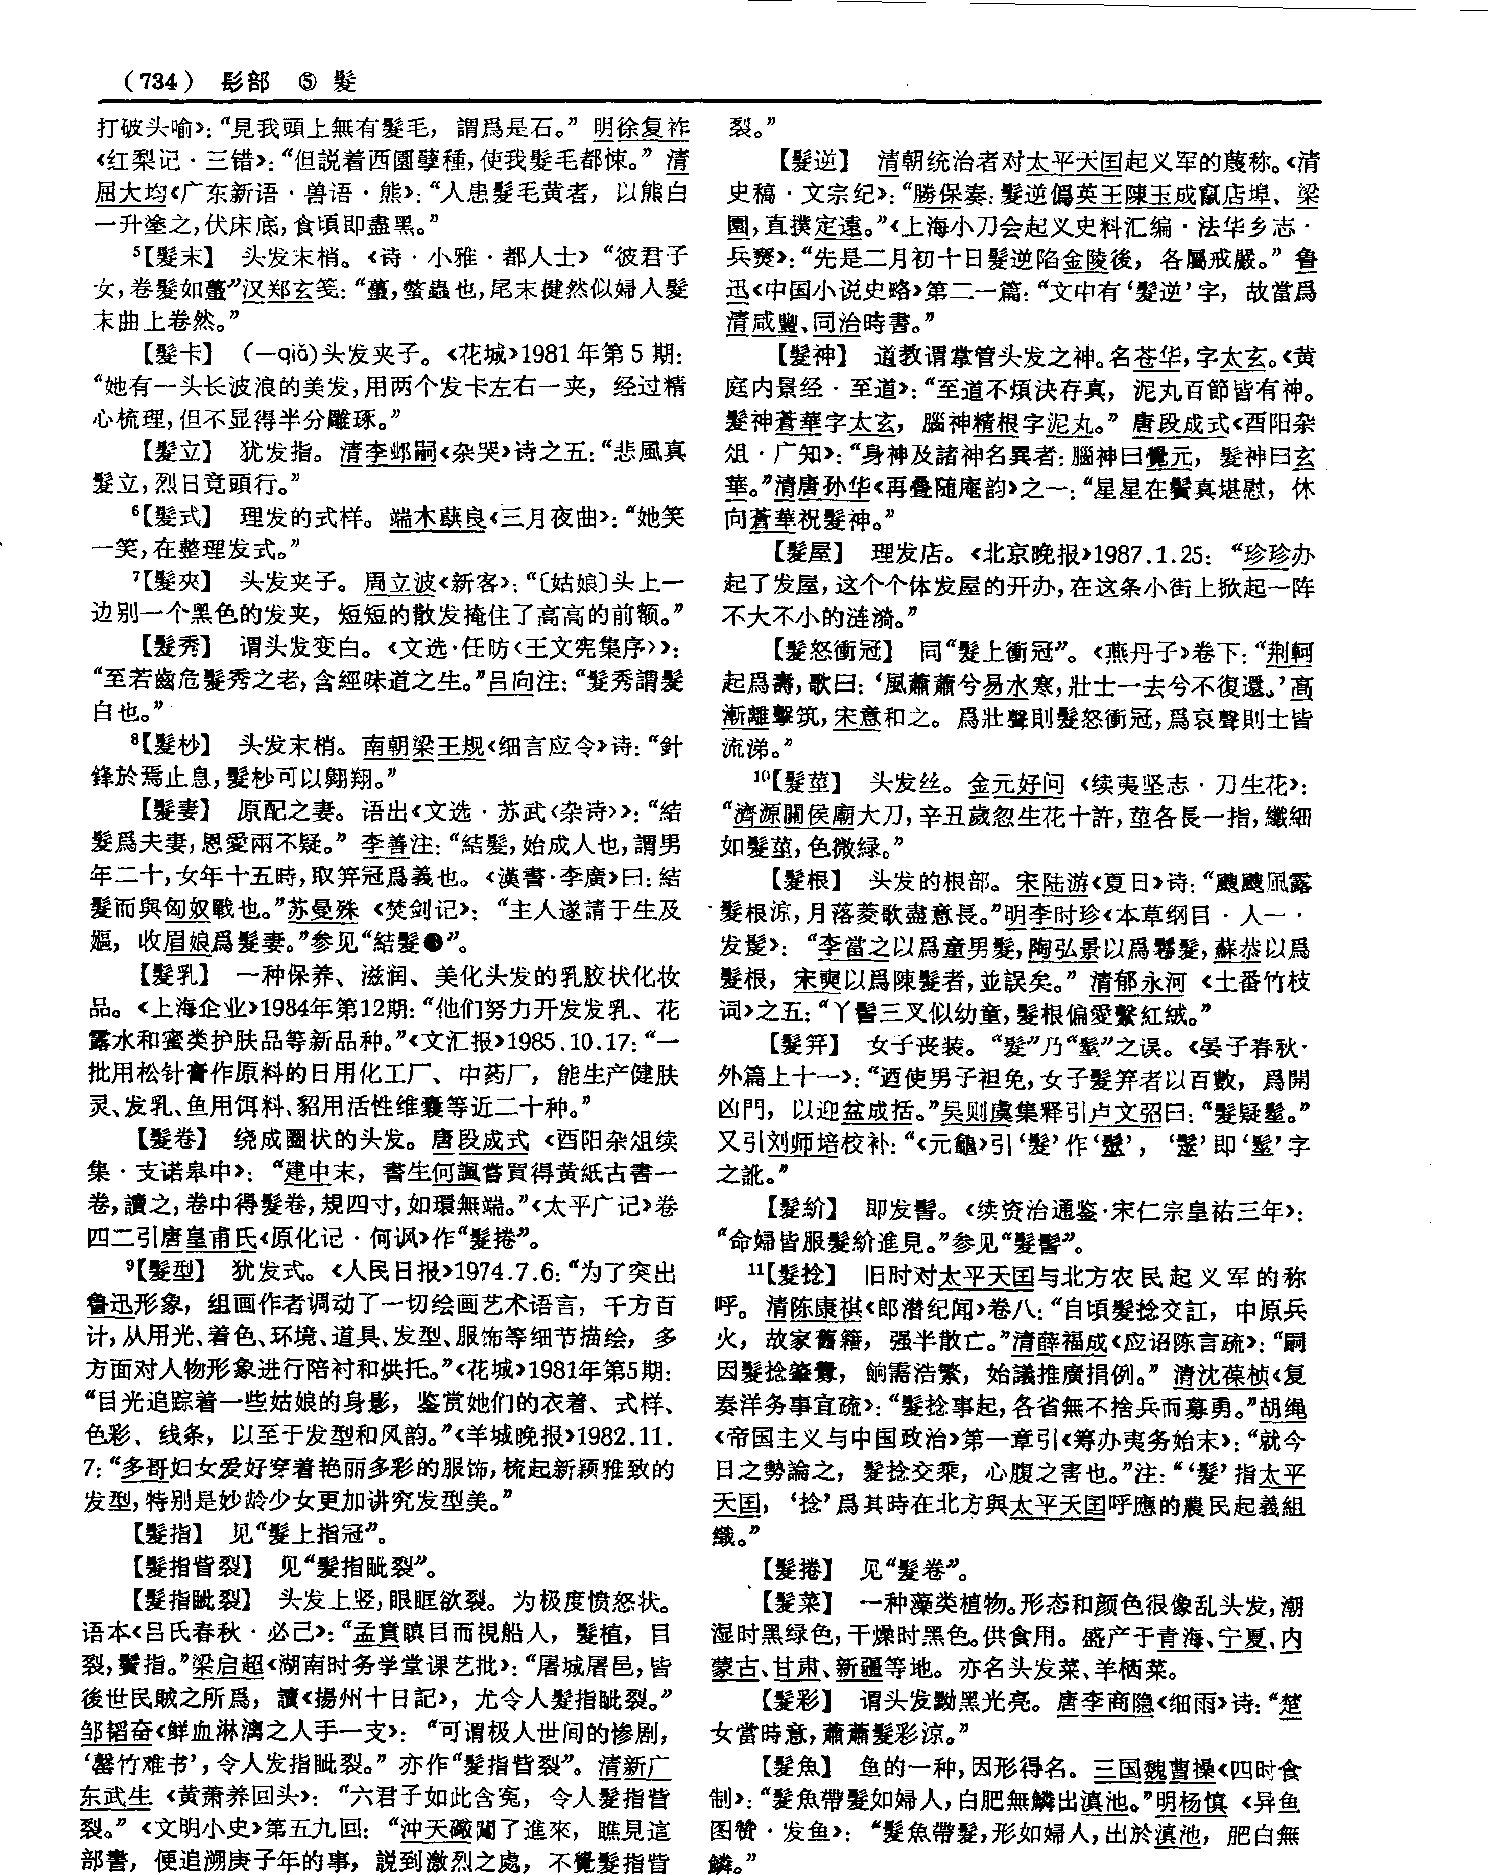 （734） 髟部 ⑤ 髮
打破头喻》：“見我頭上無有髮毛，謂爲是石。”明徐复祚
《红梨记·三错》：“但説着西園孽種，使我髮毛都悚。”清
屈大均《广东新语·兽语·熊》：“人患髮毛黄者，以熊白
一升塗之，伏床底，食頃即盡黑。”
5【髮末】 头发末梢。《诗·小雅·都人士》“彼君子
女，卷髮如蠆”汉郑玄笺：“蠆，螫蟲也，尾末揵然似婦人髮
末曲上卷然。”
【髮卡】 （—qiǎ）头发夹子。《花城》1981年第5期：
“她有一头长波浪的美发，用两个发卡左右一夹，经过精
心梳理，但不显得半分雕琢。”
【髮立】 犹发指。清李邺嗣《杂哭》诗之五：“悲風真
髮立，烈日竟頭行。”
6【髮式】 理发的式样。端木蕻良《三月夜曲》：“她笑
一笑，在整理发式。”
7【髮夾】 头发夹子。周立波《新客》：“〔姑娘〕头上一
边别一个黑色的发夹，短短的散发掩住了高高的前额。”
【髮秀】 谓头发变白。《文选·任昉〈王文宪集序〉》：
“至若齒危髮秀之老，含經味道之生。”吕向注：“髮秀謂髮
白也。”
8【髮杪】 头发末梢。南朝梁王规《细言应令》诗：“針
鋒於焉止息，髮杪可以翱翔。”
【髮妻】 原配之妻。语出《文选·苏武〈杂诗〉》：“結
髮爲夫妻，恩愛兩不疑。”李善注：“結髮，始成人也，謂男
年二十，女年十五時，取笄冠爲義也。《漢書·李廣》曰：結
髮而與匈奴戰也。”苏曼殊《焚剑记》：“主人遂請于生及
嫗，收眉娘爲髮妻。”参见“結髮❸”。
【髮乳】 一种保养、滋润、美化头发的乳胶状化妆
品。《上海企业》1984年第12期：“他们努力开发发乳、花
露水和蜜类护肤品等新品种。”《文汇报》1985.10.17：“一
批用松针膏作原料的日用化工厂、中药厂，能生产健肤
灵、发乳、鱼用饵料、貂用活性维囊等近二十种。”
【髮卷】 绕成圈状的头发。唐段成式《酉阳杂俎续
集·支诺皋中》：“建中末，書生何諷嘗買得黄紙古書一
卷，讀之，卷中得髮卷，規四寸，如環無端。”《太平广记》卷
四二引唐皇甫氏《原化记·何讽》作“髮捲”。
9【髮型】 犹发式。《人民日报》1974.7.6：“为了突出
鲁迅形象，组画作者调动了一切绘画艺术语言，千方百
计，从用光、着色、环境、道具、发型、服饰等细节描绘，多
方面对人物形象进行陪衬和烘托。”《花城》1981年第5期：
“目光追踪着一些姑娘的身影，鉴赏她们的衣着、式样、
色彩、线条，以至于发型和风韵。”《羊城晚报》1982.11.
7：“多哥妇女爱好穿着艳丽多彩的服饰，梳起新颖雅致的
发型，特别是妙龄少女更加讲究发型美。”
【髮指】 见“髮上指冠”。
【髮指眥裂】 见“髮指眦裂”。
【髮指眦裂】 头发上竖，眼眶欲裂。为极度愤怒状。
语本《吕氏春秋·必己》：“孟賁瞋目而視船人，髮植，目
裂，鬢指。”梁启超《湖南时务学堂课艺批》：“屠城屠邑，皆
後世民賊之所爲，讀《揚州十日記》，尤令人髮指眦裂。”
邹韬奋《鲜血淋漓之人手一支》：“可谓极人世间的惨剧，
‘罄竹难书’，令人发指眦裂。”亦作“髮指眥裂”。清新广
东武生《黄萧养回头》：“六君子如此含冤，令人髮指眥
裂。”《文明小史》第五九回：“沖天礮聞了進來，瞧見這
部書，便追溯庚子年的事，説到激烈之處，不覺髮指眥
裂。”
【髮逆】 清朝统治者对太平天国起义军的蔑称。《清
史稿·文宗纪》：“勝保奏：髮逆僞英王陳玉成竄店埠、梁
園，直撲定遠。”《上海小刀会起义史料汇编·法华乡志·
兵燹》：“先是二月初十日髮逆陷金陵後，各屬戒嚴。”鲁
迅《中国小说史略》第二一篇：“文中有‘髮逆’字，故當爲
清咸豐、同治時書。”
【髮神】 道教谓掌管头发之神。名苍华，字太玄。《黄
庭内景经·至道》：“至道不煩決存真，泥丸百節皆有神。
髮神蒼華字太玄，腦神精根字泥丸。”唐段成式《酉阳杂
俎·广知》：“身神及諸神名異者：腦神曰覺元，髮神曰玄
華。”清唐孙华《再叠随庵韵》之一：“星星在鬢真堪慰，休
向蒼華祝髮神。”
【髮屋】 理发店。《北京晚报》1987.1.25：“珍珍办
起了发屋，这个个体发屋的开办，在这条小街上掀起一阵
不大不小的涟漪。”
【髮怒衝冠】 同“髮上衝冠”。《燕丹子》卷下：“荆軻
起爲壽，歌曰：‘風蕭蕭兮易水寒，壯士一去兮不復還。’高
漸離擊筑，宋意和之。爲壯聲則髮怒衝冠，爲哀聲則士皆
流涕。”
10【髮莖】 头发丝。金元好问《续夷坚志·刀生花》：
“濟源關侯廟大刀，辛丑歲忽生花十許，莖各長一指，纖細
如髮莖，色微緑。”
【髮根】 头发的根部。宋陆游《夏日》诗：“颼颼風露
髮根涼，月落菱歌盡意長。”明李时珍《本草纲目·人一·
发髲》：“李當之以爲童男髮，陶弘景以爲鬄髮，蘇恭以爲
髮根，宋奭以爲陳髮者，並誤矣。”清郁永河《土番竹枝
词》之五：“丫髻三叉似幼童，髮根偏愛繫紅絨。”
【髮笄】 女子丧装。“髮”乃“髽”之误。《晏子春秋·
外篇上十一》：“迺使男子袒免，女子髮笄者以百數，爲開
凶門，以迎盆成括。”吴则虞集释引卢文弨曰：“髮疑髽。”
又引刘师培校补：“《元龜》引‘髮’作‘髽’，‘髮’即‘髽’字
之訛。”
【髮紒】 即发髻。《续资治通鉴·宋仁宗皇祐三年》：
“命婦皆服髮紒進見。”参见“髮髻”。
11【髮捻】 旧时对太平天国与北方农民起义军的称
呼。清陈康祺《郎潜纪闻》卷八：“自頃髮捻交訌，中原兵
火，故家舊籍，强半散亡。”清薛福成《应诏陈言疏》：“嗣
因髮捻肇釁，餉需浩繁，始議推廣捐例。”清沈葆桢《复
奏洋务事宜疏》：“髮捻事起，各省無不捨兵而募勇。”胡绳
《帝国主义与中国政治》第一章引《筹办夷务始末》：“就今
日之勢論之，髮捻交乘，心腹之害也。”注：“‘髮’指太平
天囯，‘捻’爲其時在北方與太平天囯呼應的農民起義組
織。”
【髮捲】 见“髮卷”。
【髮菜】 一种藻类植物。形态和颜色很像乱头发，潮
湿时黑绿色，干燥时黑色。供食用。盛产于青海、宁夏、内
蒙古、甘肃、新疆等地。亦名头发菜、羊栖菜。
【髮彩】 谓头发黝黑光亮。唐李商隐《细雨》诗：“楚
女當時意，蕭蕭髮彩涼。”
【髮魚】 鱼的一种，因形得名。三国魏曹操《四时食
制》：“髮魚帶髮如婦人，白肥無鱗出滇池。”明杨慎《异鱼
图赞·发鱼》：“髮魚帶髮，形如婦人，出於滇池，肥白無
鱗。”